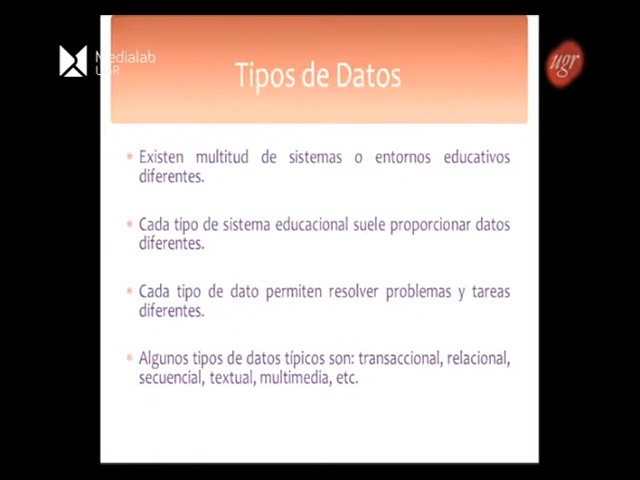 Medialab
UGR
ugr
Tipos de Datos
Existen multitud de sistemas o entornos educativos
diferentes.
Cada tipo de sistema educacional suele proporcionar datos
diferentes.
Cada tipo de dato permiten resolver problemas y tareas
diferentes.
Algunos tipos de datos típicos son: transaccional, relacional,
secuencial, textual, multimedia, etc.